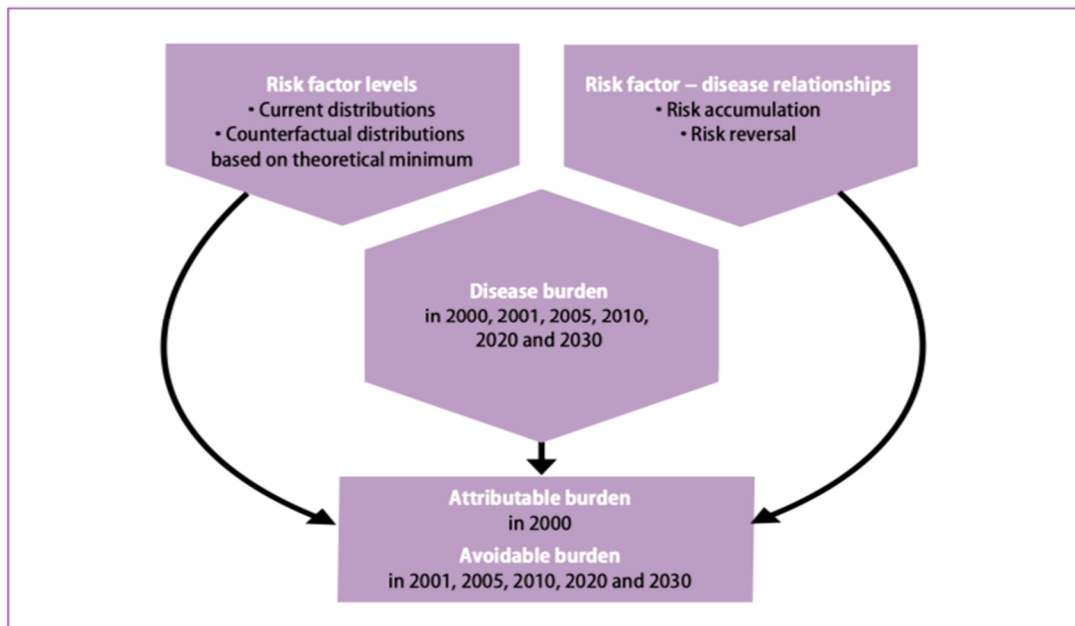 Risk factor levels
• Current distributions
• Counterfactual distributions
based on theoretical minimum
Risk factor – disease relationships
• Risk accumulation
• Risk reversal
Disease burden
in 2000, 2001, 2005, 2010,
2020 and 2030
Attributable burden
in 2000
Avoidable burden
in 2001, 2005, 2010, 2020 and 2030